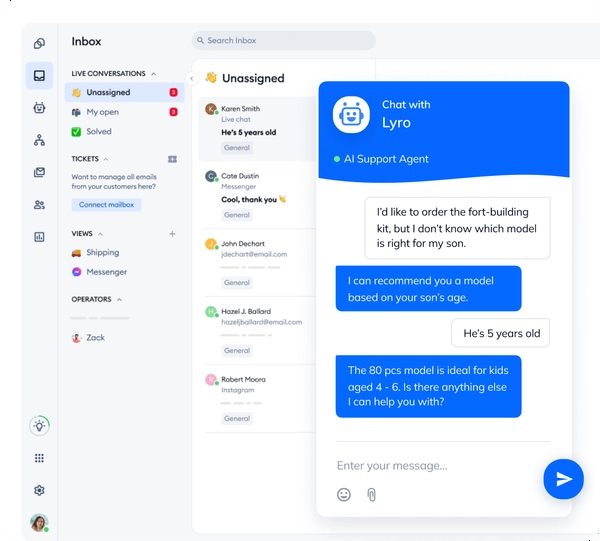 Inbox
Search Inbox
LIVE CONVERSATIONS
Unassigned
My open
Solved
TICKETS
Want to manage all emails
from your customers here?
Connect mailbox
VIEWS
Shipping
Messenger
OPERATORS
Zack
Unassigned
Karen Smith
Live chat
He's 5 years old
General
Cate Dustin
Messenger
Cool, thank you 👋
General
John Dechart
jdechart@email.com
General
Hazel J. Ballard
hazeljballard@email.com
General
Robert Moora
Instagram
General
Chat with
Lyro
AI Support Agent
I'd like to order the fort-building
kit, but I don't know which model
is right for my son.
I can recommend you a model
based on your son's age.
He's 5 years old
The 80 pcs model is ideal for kids
aged 4 - 6. Is there anything else
I can help you with?
Enter your message...